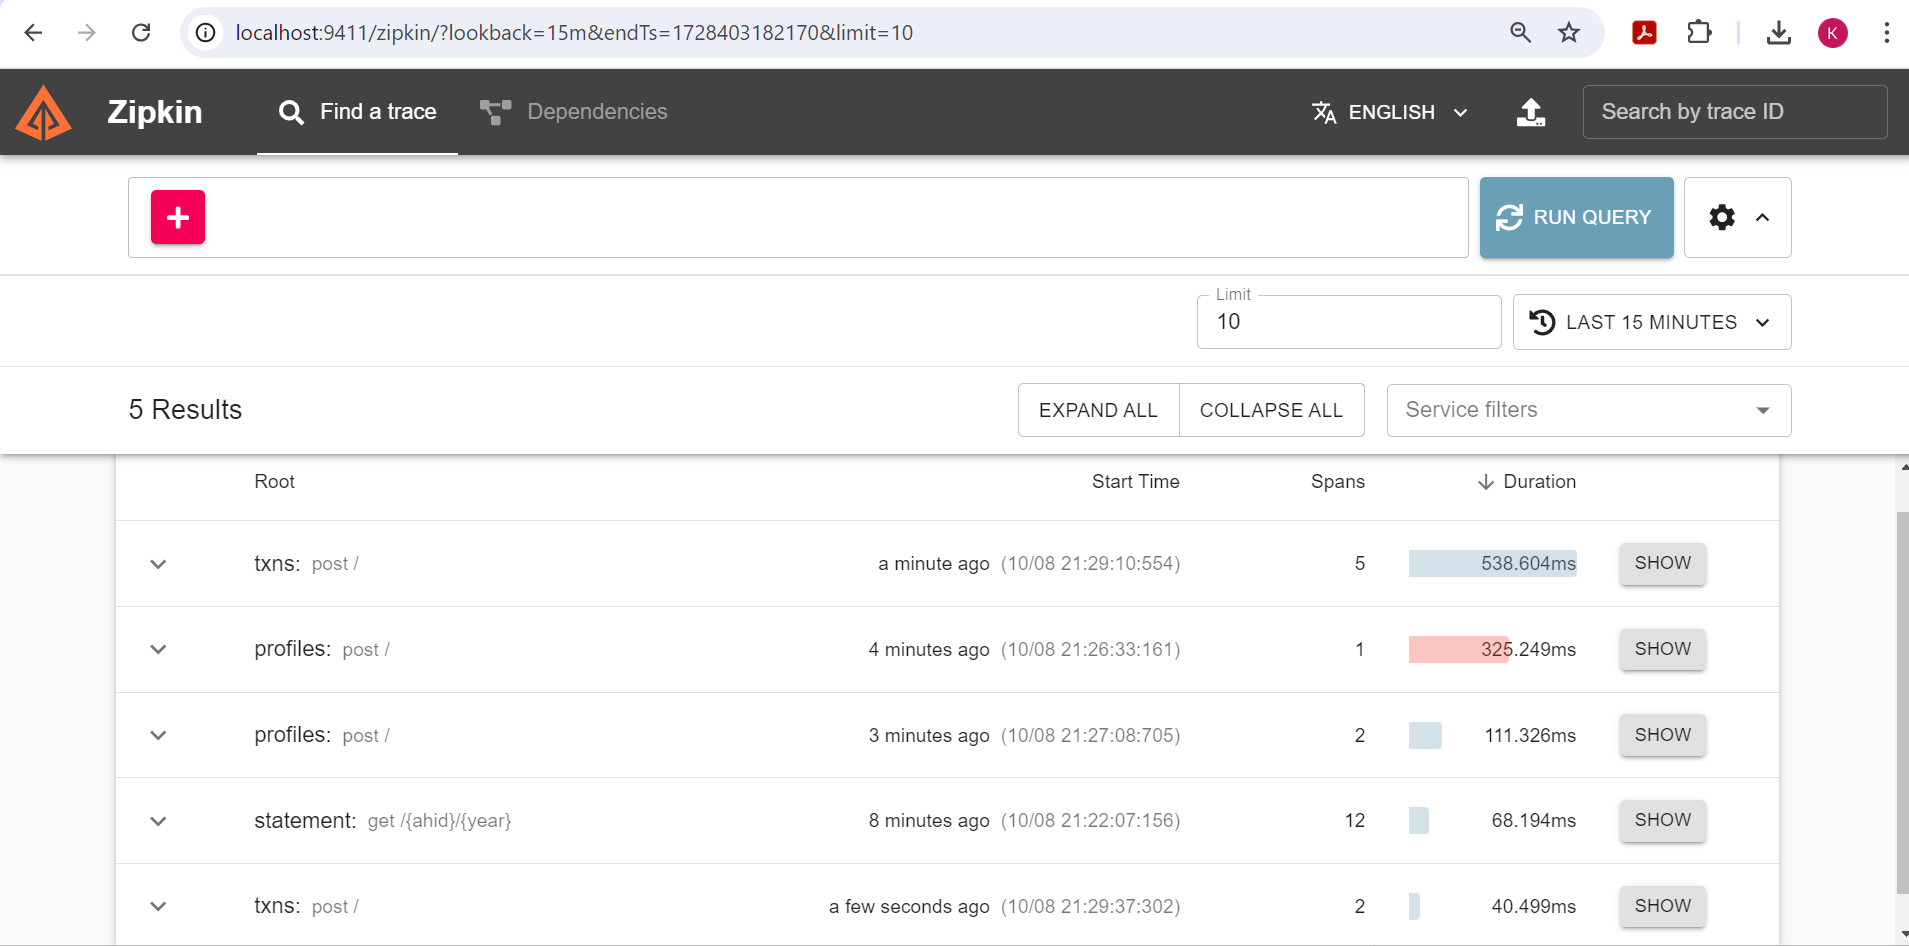 localhost:9411/zipkin/?lookback=15m&endTs=1728403182170&limit=10
K
Zipkin Find a trace Dependencies ENGLISH Search by trace ID
RUN QUERY
Limit
10 LAST 15 MINUTES
5 Results EXPAND ALL COLLAPSE ALL Service filters
Root Start Time Spans Duration
txns: post / a minute ago (10/08 21:29:10:554) 5 538.604ms SHOW
profiles: post / 4 minutes ago (10/08 21:26:33:161) 1 325.249ms SHOW
profiles: post / 3 minutes ago (10/08 21:27:08:705) 2 111.326ms SHOW
statement: get /{ahid}/{year} 8 minutes ago (10/08 21:22:07:156) 12 68.194ms SHOW
txns: post / a few seconds ago (10/08 21:29:37:302) 2 40.499ms SHOW